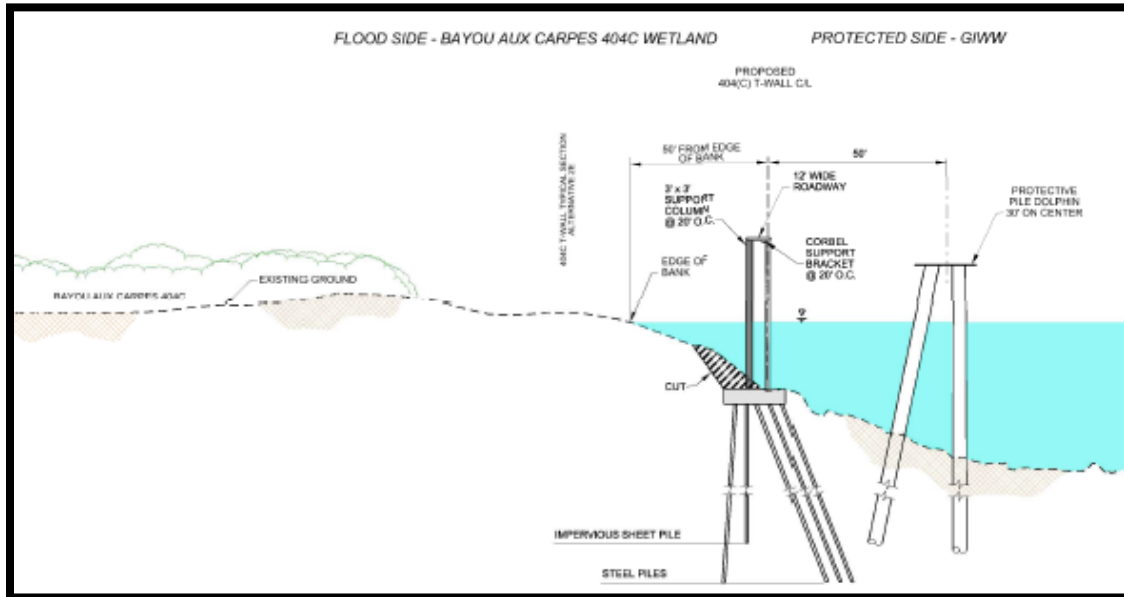 FLOOD SIDE - BAYOU AUX CARPES 404C WETLAND
PROTECTED SIDE - GIWW
PROPOSED
404(C) T-WALL C/L
404C T-WALL TYPICAL SECTION
ALTERNATIVE 2E
50' FROM EDGE
OF BANK
50'
12' WIDE
ROADWAY
3' x 3'
SUPPORT
COLUMN
@ 20' O.C.
PROTECTIVE
PILE DOLPHIN
30' ON CENTER
CORBEL
SUPPORT
BRACKET
@ 20' O.C.
EDGE OF
BANK
EXISTING GROUND
BAYOU AUX CARPES 404C
CUT
IMPERVIOUS SHEET PILE
STEEL PILES